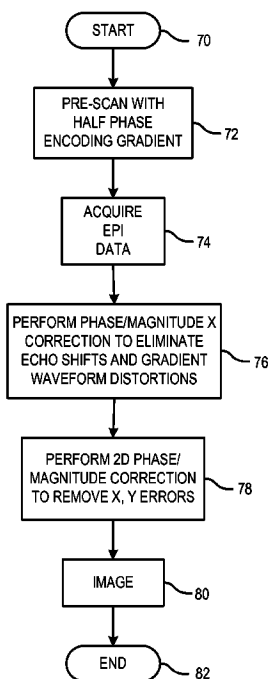 START
70
PRE-SCAN WITH
HALF PHASE
ENCODING GRADIENT
72
ACQUIRE
EPI
DATA
74
PERFORM PHASE/MAGNITUDE X
CORRECTION TO ELIMINATE
ECHO SHIFTS AND GRADIENT
WAVEFORM DISTORTIONS
76
PERFORM 2D PHASE/
MAGNITUDE CORRECTION
TO REMOVE X, Y ERRORS
78
IMAGE
80
END
82